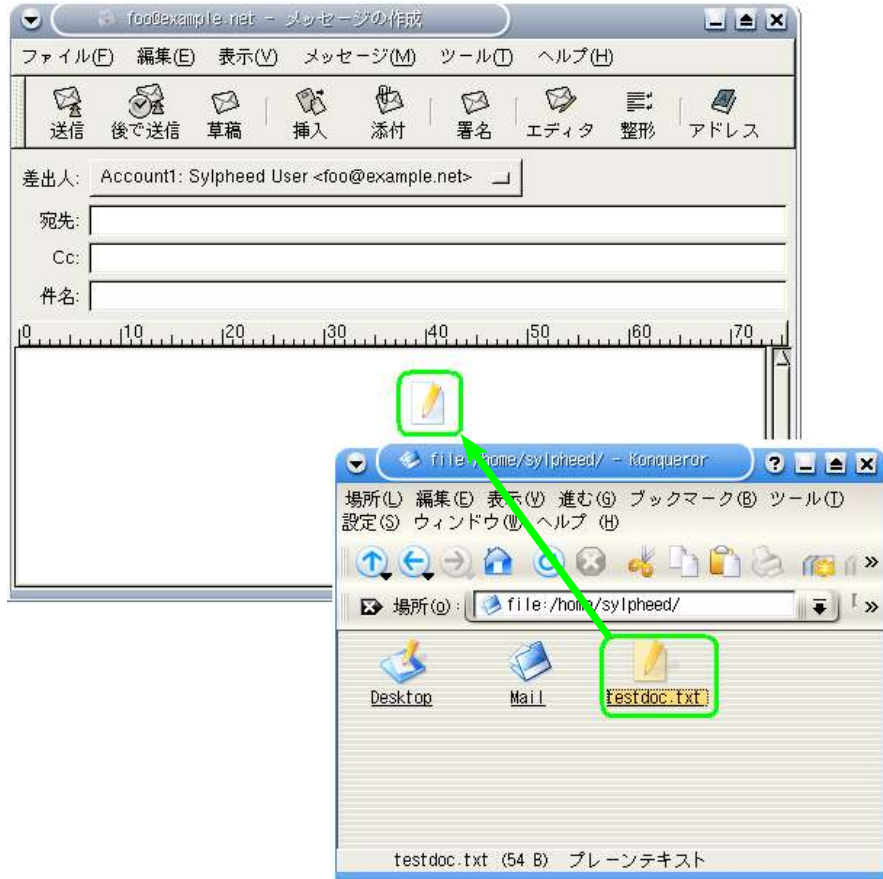 foo@example.net - メッセージの作成
ファイル(F) 編集(E) 表示(V) メッセージ(M) ツール(T) ヘルプ(H)
送信 後で送信 草稿 挿入 添付 署名 エディタ 整形 アドレス
差出人: Account1: Sylpheed User <foo@example.net>
宛先:
Cc:
件名:
0 10 20 30 40 50 60 70
file:/home/sylpheed/ - Konqueror
場所(L) 編集(E) 表示(V) 進む(G) ブックマーク(B) ツール(T)
設定(S) ウィンドウ(W) ヘルプ (H)
場所(o): file:/home/sylpheed/
Desktop Mail testdoc.txt
testdoc.txt (54 B) プレーンテキスト